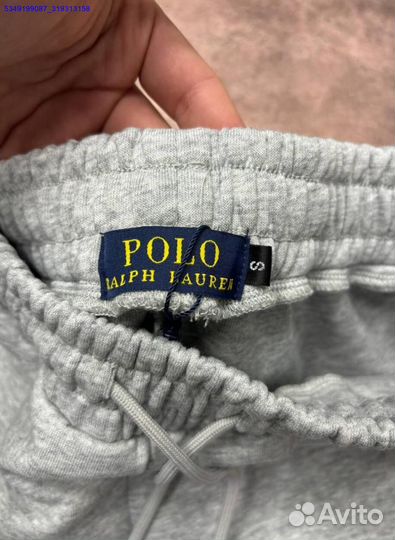 5349199087_319313158
POLO
RALPH LAUREN
S
Avito